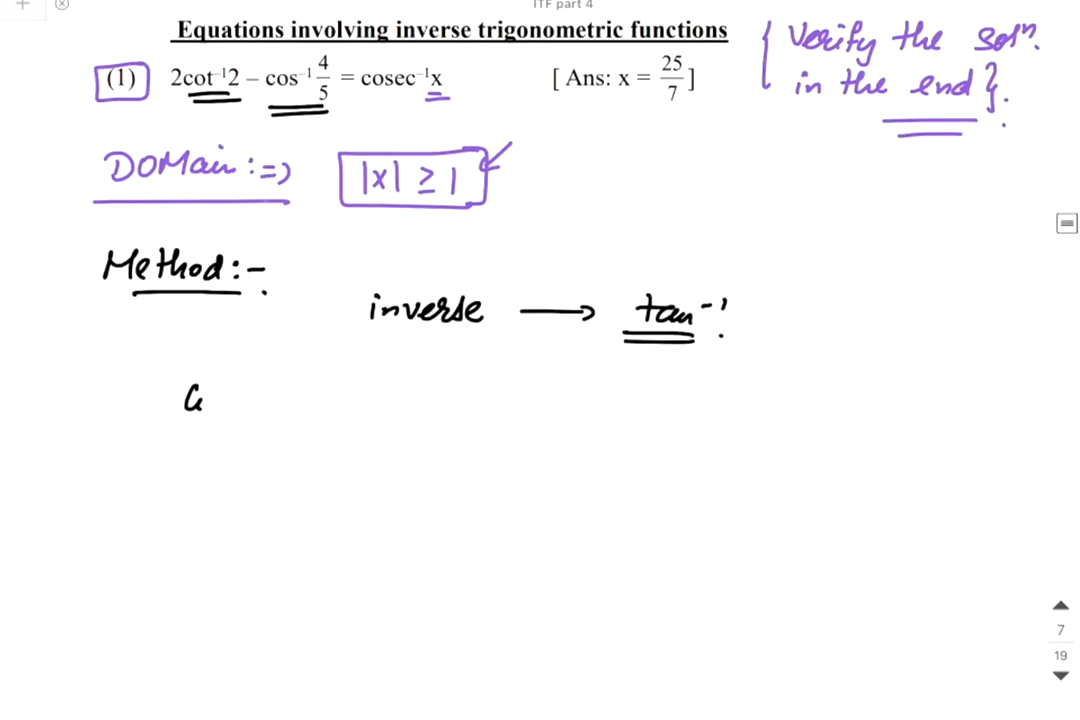 ITF part 4
Equations involving inverse trigonometric functions
(1) 2cot⁻¹2 – cos⁻¹ 4/5 = cosec⁻¹x [ Ans: x = 25/7 ]
{ Verify the solⁿ.
in the end }.
DOMain :⇒ |x| ≥ 1
Method:-
inverse → tan⁻¹.
G
7
19